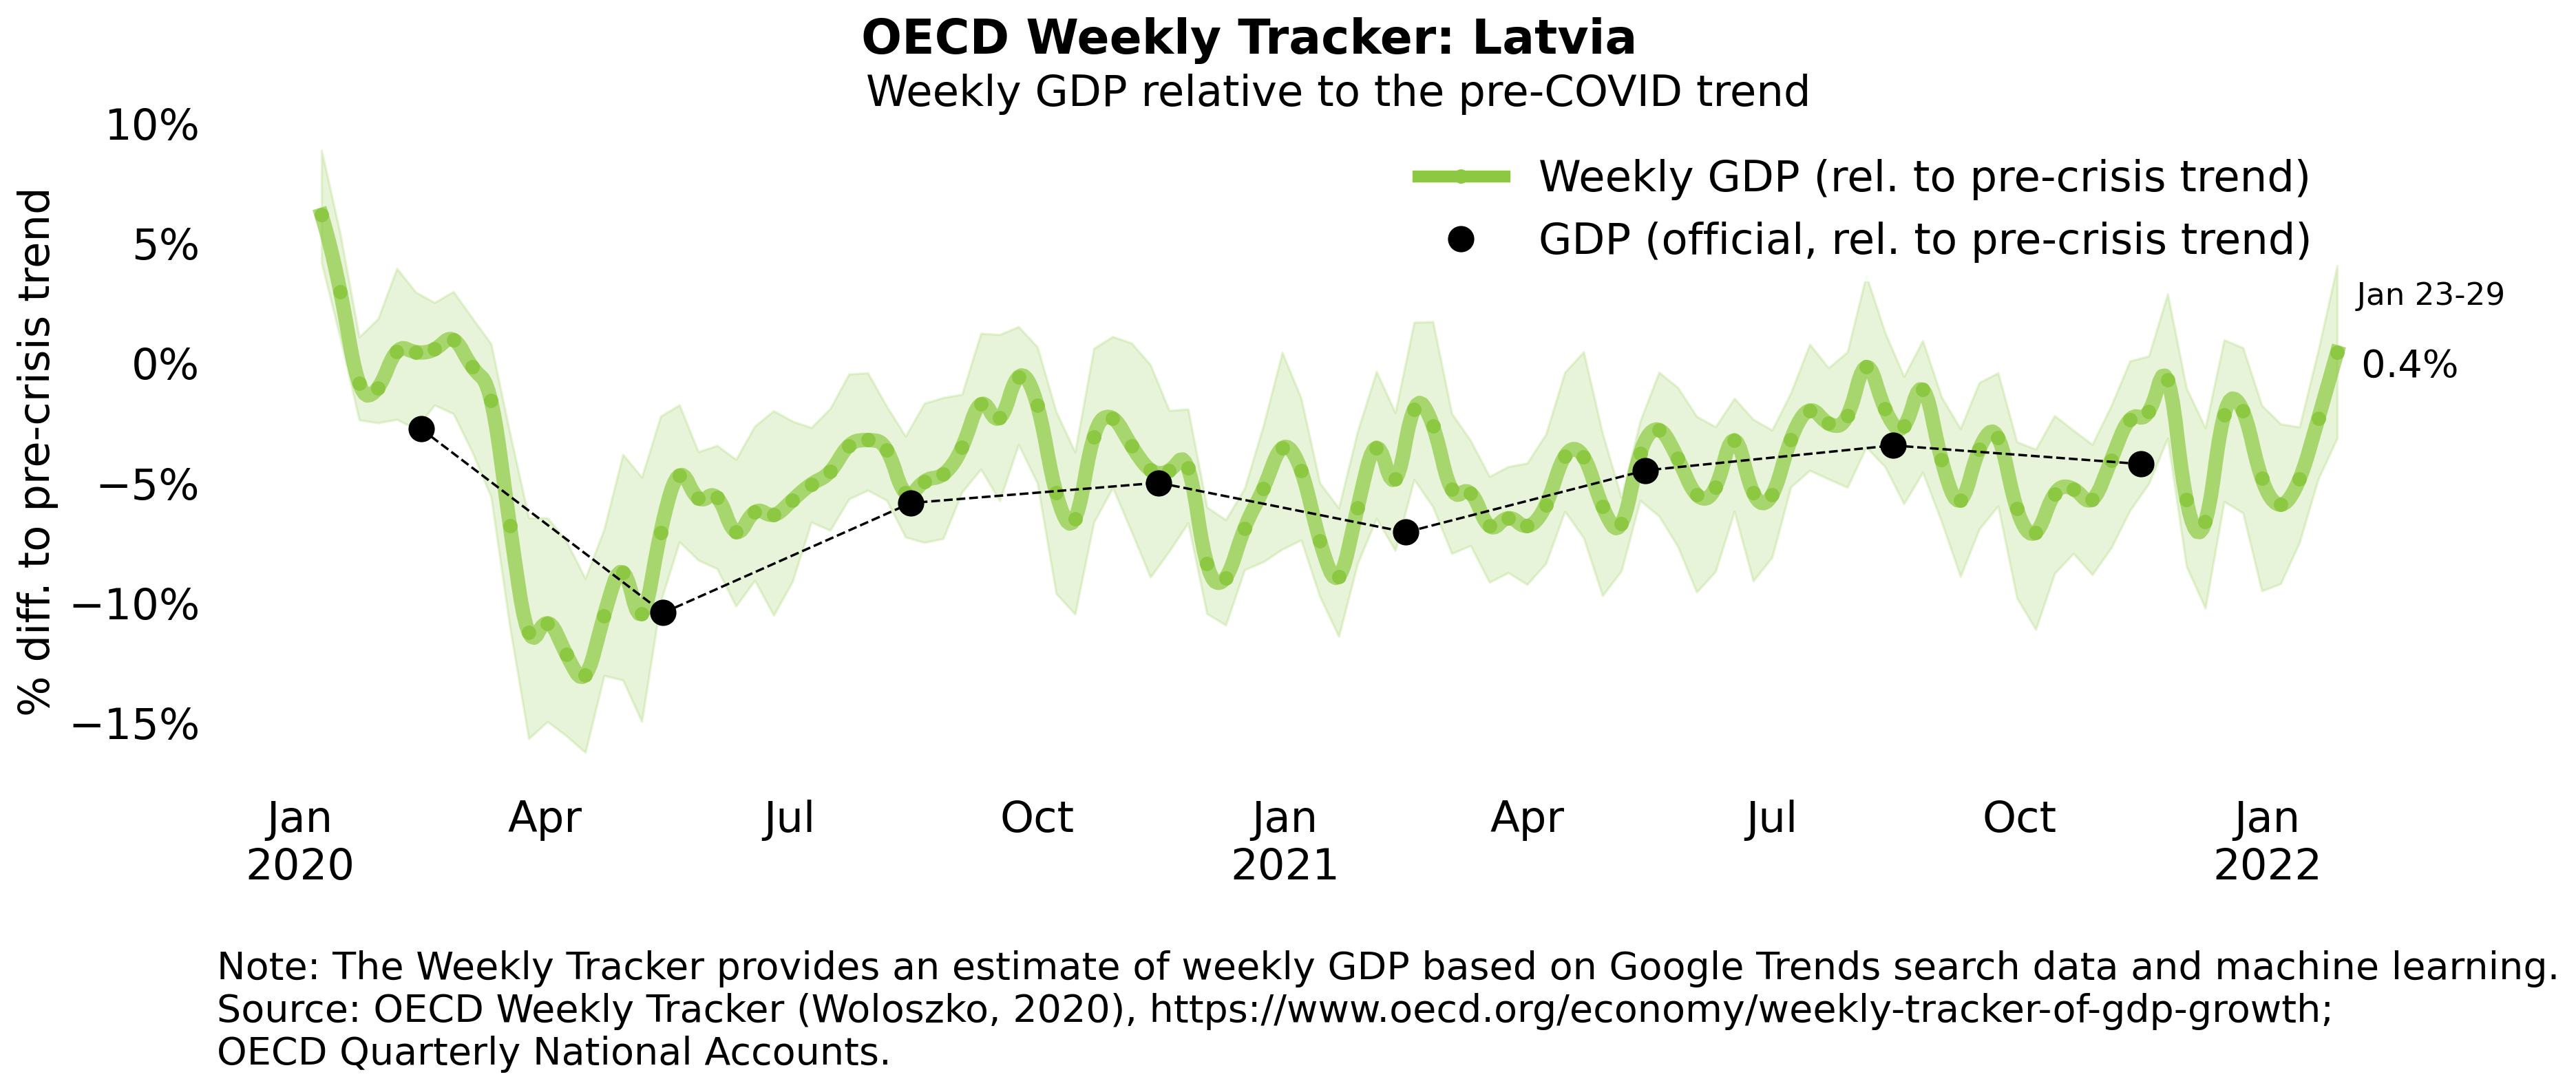 OECD Weekly Tracker: Latvia
Weekly GDP relative to the pre-COVID trend
% diff. to pre-crisis trend
10%
5%
0%
−5%
−10%
−15%
Weekly GDP (rel. to pre-crisis trend)
GDP (official, rel. to pre-crisis trend)
Jan 23-29
0.4%
Jan 2020
Apr
Jul
Oct
Jan 2021
Apr
Jul
Oct
Jan 2022
Note: The Weekly Tracker provides an estimate of weekly GDP based on Google Trends search data and machine learning.
Source: OECD Weekly Tracker (Woloszko, 2020), https://www.oecd.org/economy/weekly-tracker-of-gdp-growth;
OECD Quarterly National Accounts.